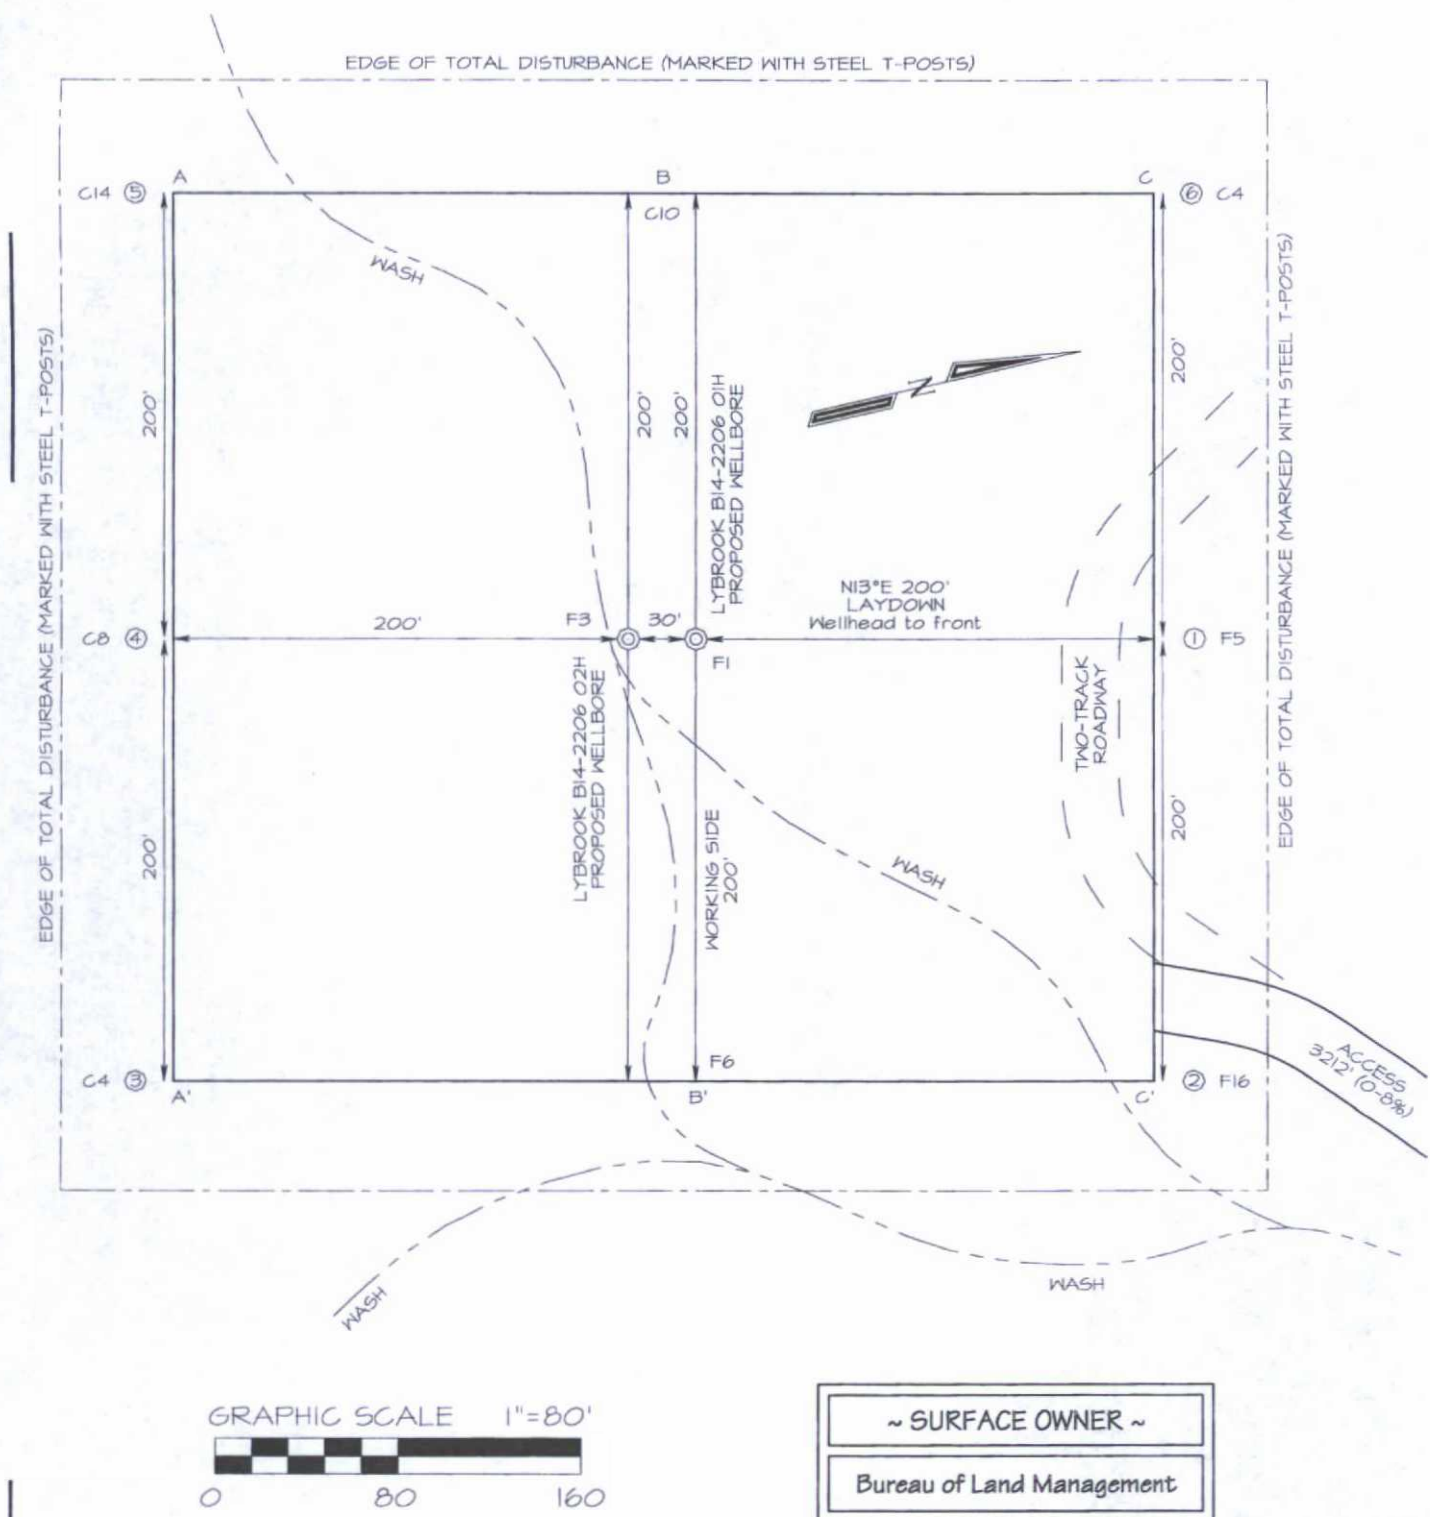 EDGE OF TOTAL DISTURBANCE (MARKED WITH STEEL T-POSTS)
A
B
C
C14 ⑤
C10
⑥ C4
WASH
EDGE OF TOTAL DISTURBANCE (MARKED WITH STEEL T-POSTS)
200'
200'
200'
LYBROOK B14-2206 01H
PROPOSED WELLBORE
N
200'
EDGE OF TOTAL DISTURBANCE (MARKED WITH STEEL T-POSTS)
N13°E 200'
LAYDOWN
Wellhead to front
C8 ④
200'
F3
30'
F1
① F5
LYBROOK B14-2206 02H
PROPOSED WELLBORE
TWO-TRACK
ROADWAY
200'
WORKING SIDE
200'
WASH
200'
ACCESS
3212' (0-8%)
C4 ③
F6
② F16
A'
B'
C'
WASH
WASH
GRAPHIC SCALE 1"=80'
0 80 160
~ SURFACE OWNER ~
Bureau of Land Management